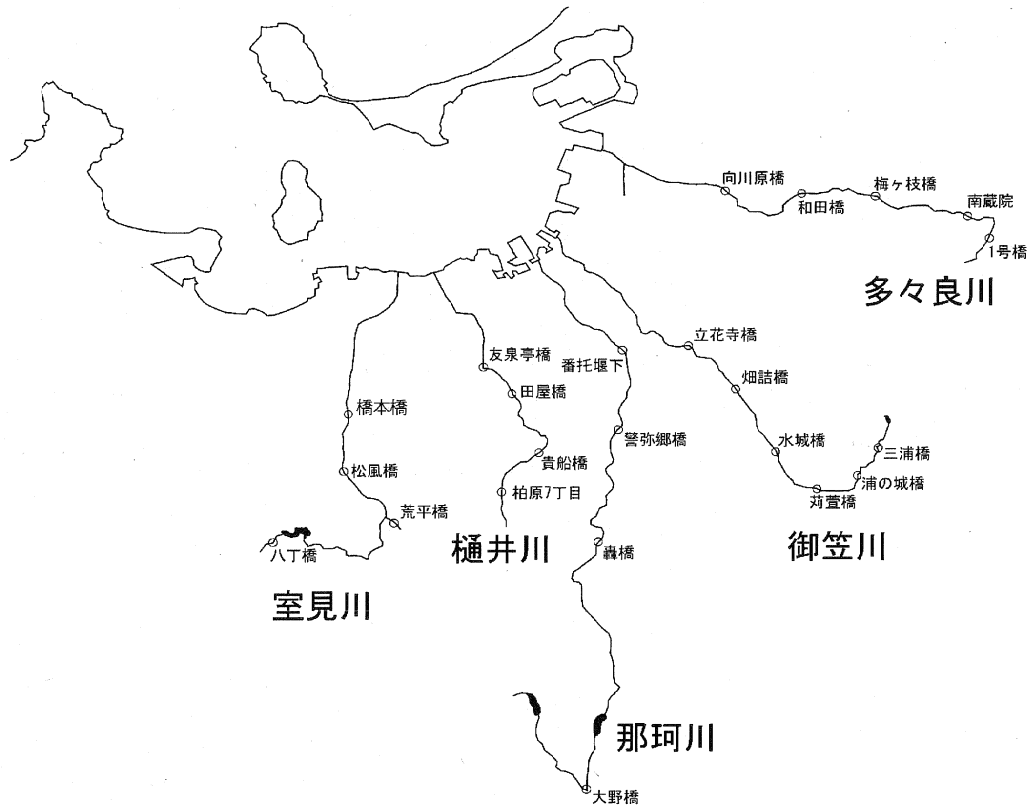 向川原橋
和田橋
梅ヶ枝橋
南蔵院
1号橋
多々良川
立花寺橋
畑詰橋
水城橋
苅萱橋
浦の城橋
三浦橋
御笠川
番托堰下
警弥郷橋
轟橋
大野橋
那珂川
友泉亭橋
田屋橋
貴船橋
柏原7丁目
樋井川
橋本橋
松風橋
荒平橋
八丁橋
室見川